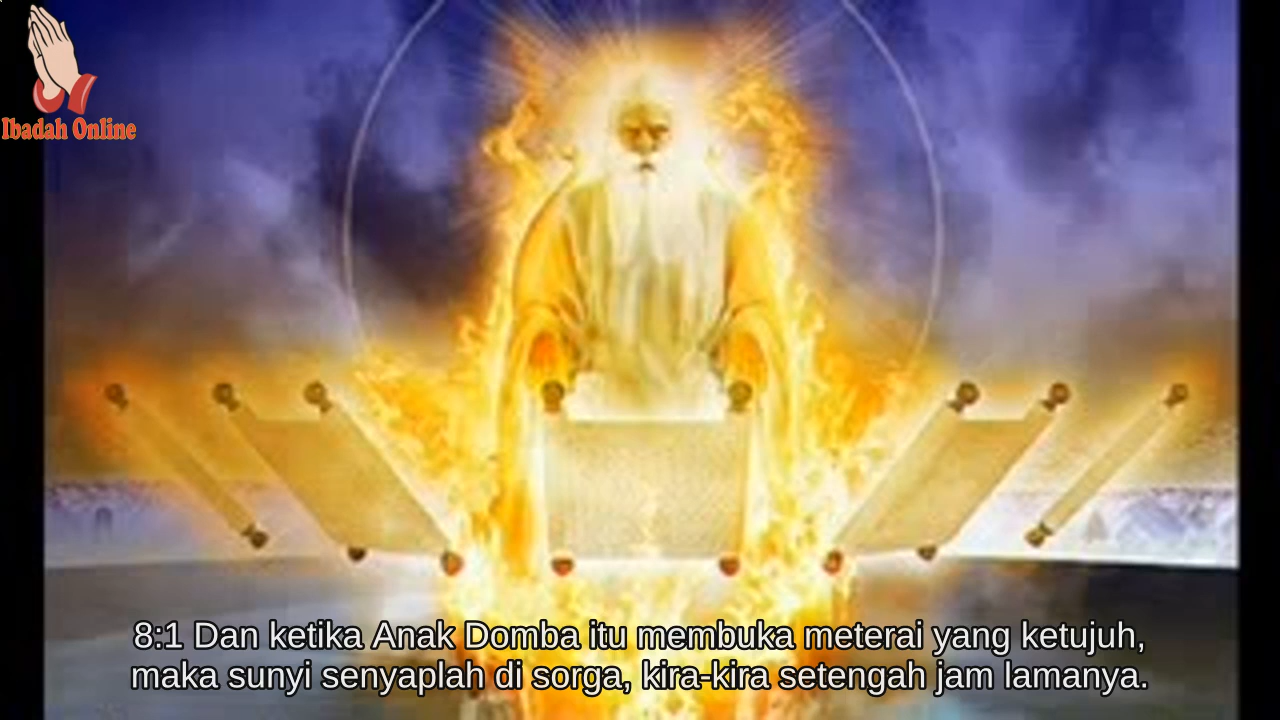 Ibadah Online
8:1 Dan ketika Anak Domba itu membuka meterai yang ketujuh,
maka sunyi senyaplah di sorga, kira-kira setengah jam lamanya.